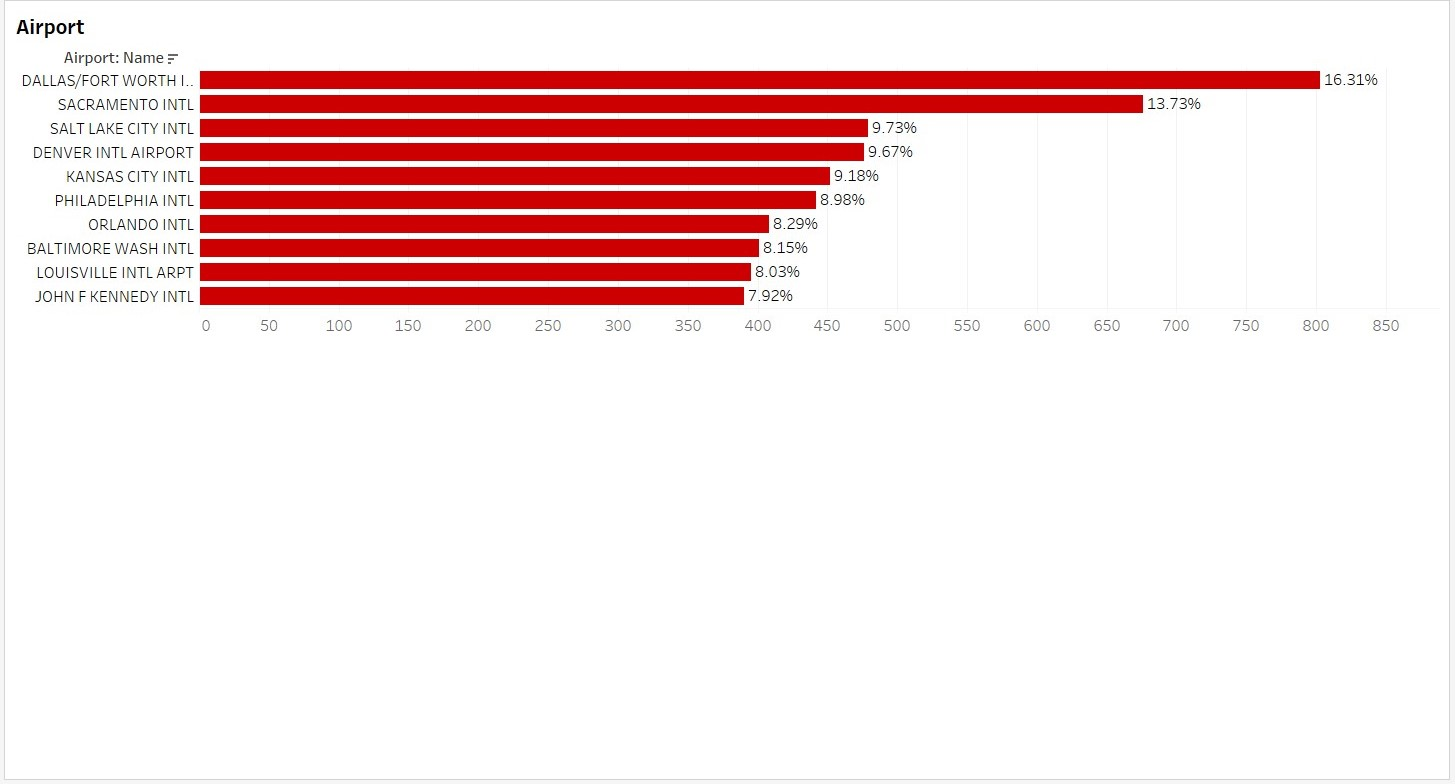 Airport
Airport: Name
DALLAS/FORT WORTH I.. 16.31%
SACRAMENTO INTL 13.73%
SALT LAKE CITY INTL 9.73%
DENVER INTL AIRPORT 9.67%
KANSAS CITY INTL 9.18%
PHILADELPHIA INTL 8.98%
ORLANDO INTL 8.29%
BALTIMORE WASH INTL 8.15%
LOUISVILLE INTL ARPT 8.03%
JOHN F KENNEDY INTL 7.92%
0 50 100 150 200 250 300 350 400 450 500 550 600 650 700 750 800 850